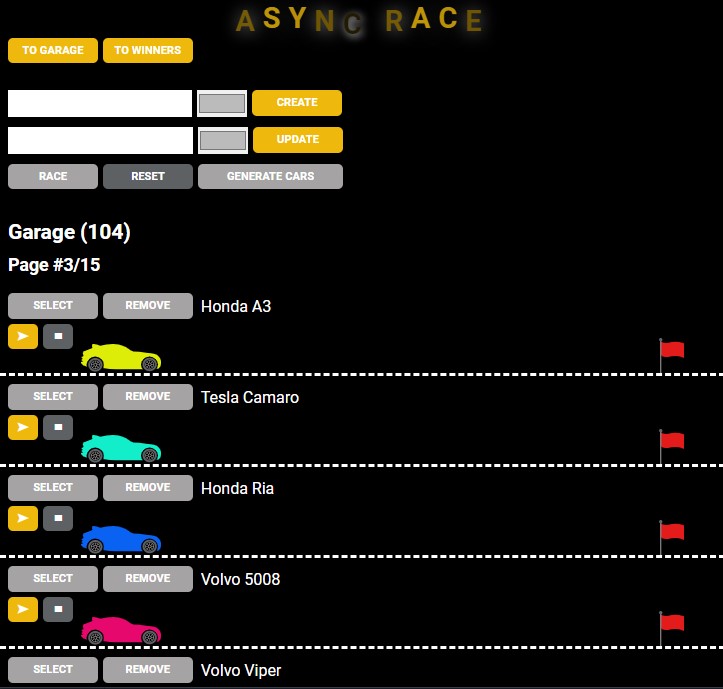 ASYNC RACE
TO GARAGE TO WINNERS
CREATE
UPDATE
RACE RESET GENERATE CARS
Garage (104)
Page #3/15
SELECT REMOVE Honda A3
SELECT REMOVE Tesla Camaro
SELECT REMOVE Honda Ria
SELECT REMOVE Volvo 5008
SELECT REMOVE Volvo Viper